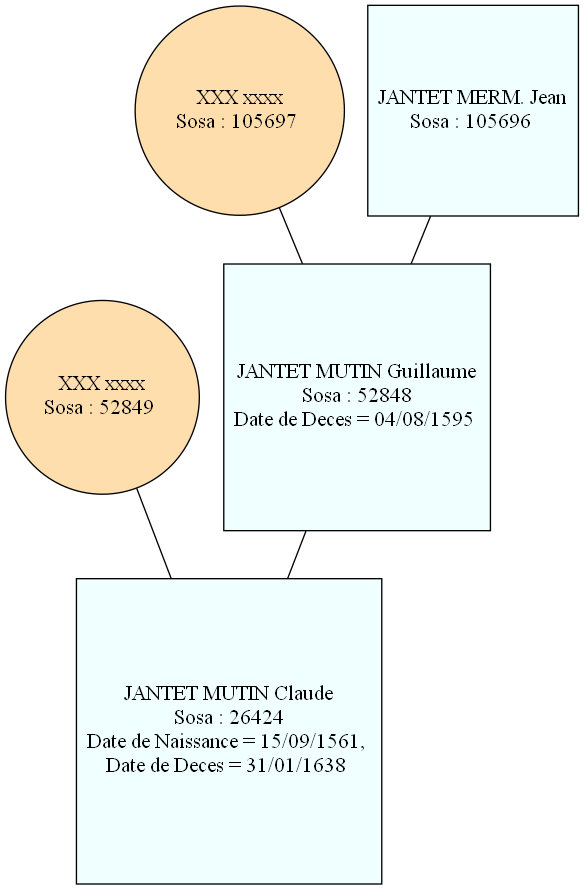 XXX xxxx
Sosa : 105697
JANTET MERM. Jean
Sosa : 105696
JANTET MUTIN Guillaume
Sosa : 52848
Date de Deces = 04/08/1595
XXX xxxx
Sosa : 52849
JANTET MUTIN Claude
Sosa : 26424
Date de Naissance = 15/09/1561,
Date de Deces = 31/01/1638